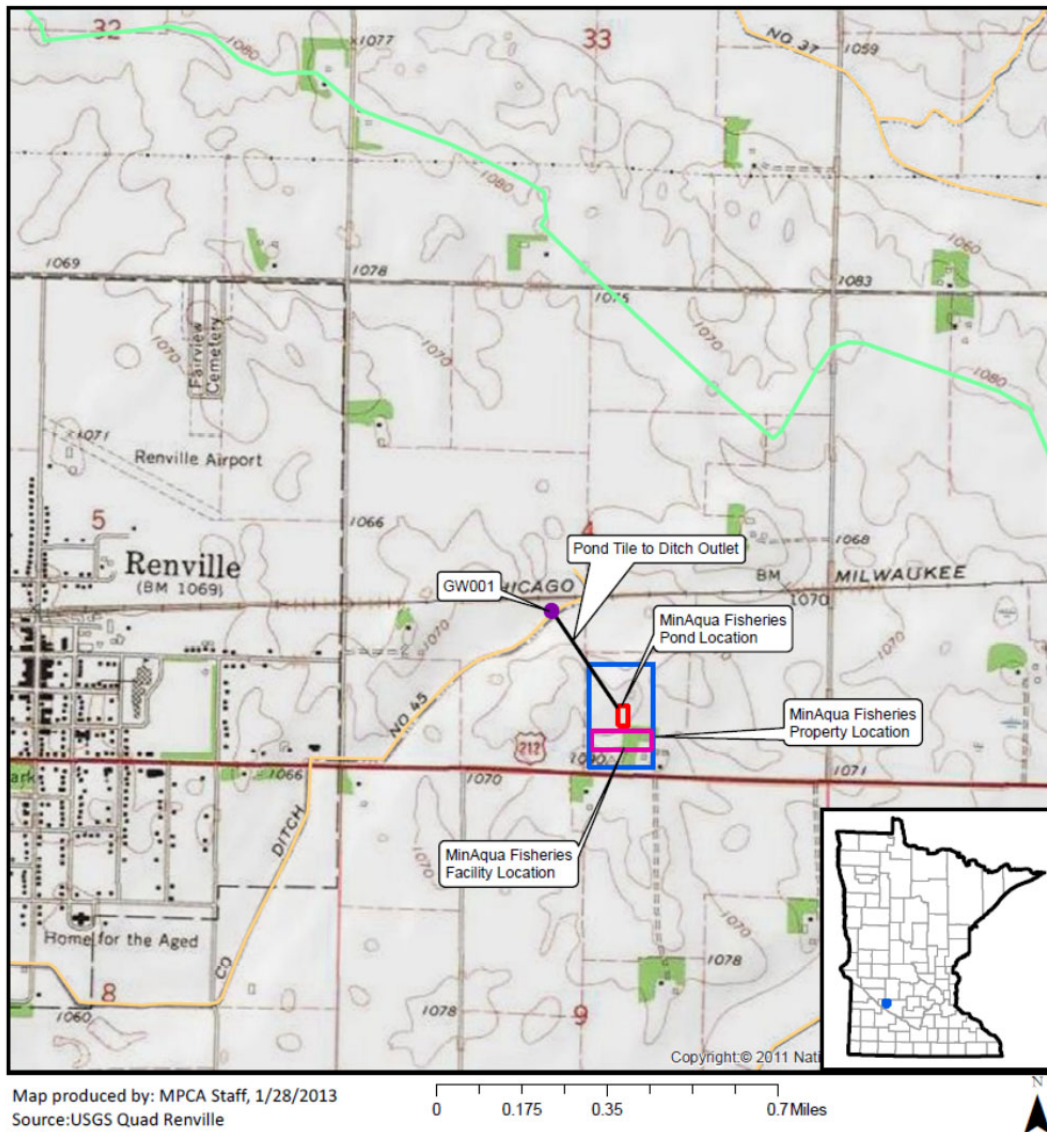 32
1077
33
NO 37
1059
1080
1080
1060
1069
1078
1075
1083
1070
1070
1080
Fairview
Cemetery
1071
Renville Airport
5
1066
4
1068
Pond Tile to Ditch Outlet
Renville
(BM 1069)
GW001
HICAGO
BM
MILWAUKEE
1070
MinAqua Fisheries
Pond Location
1070
1070
1070
NO 45
MinAqua Fisheries
Property Location
212
1066
1070
1071
MinAqua Fisheries
Facility Location
DITCH
Home for the Aged
CO
1078
8
1060
1078
9
Copyright:© 2011 Nati
Map produced by: MPCA Staff, 1/28/2013
Source:USGS Quad Renville
0 0.175 0.35 0.7 Miles
N